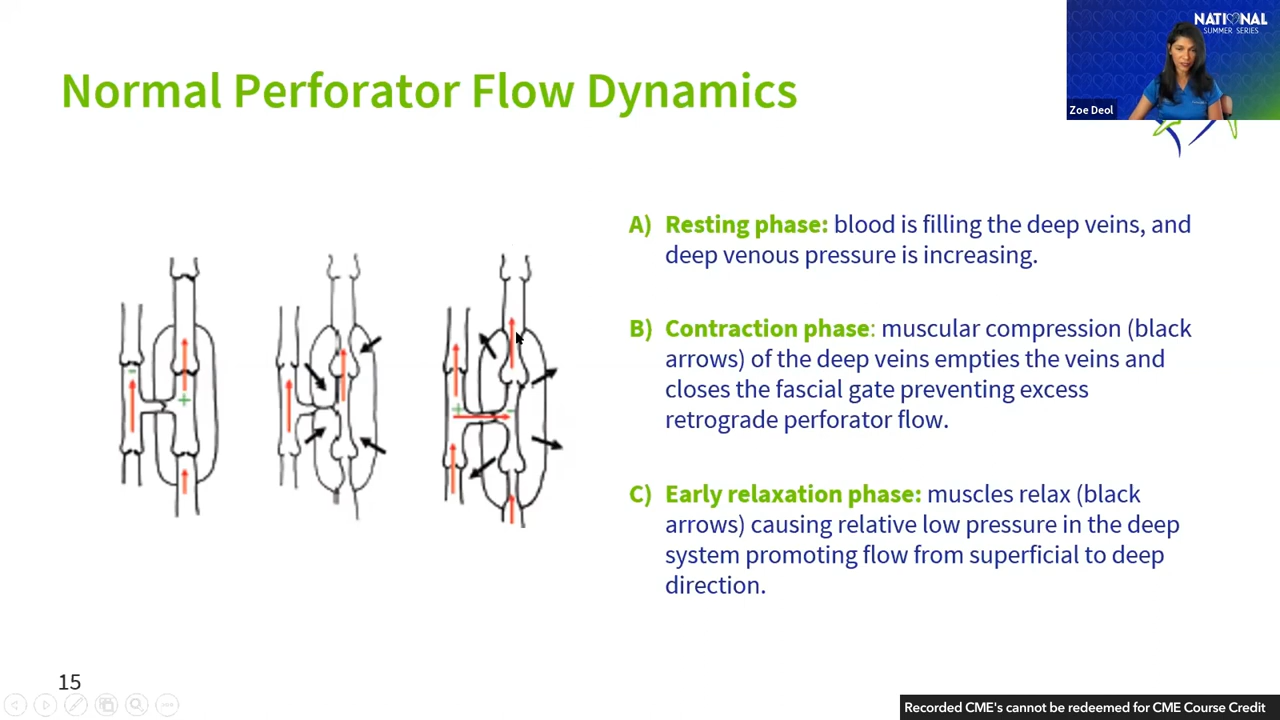 NATIONAL
SUMMER SERIES
Zoe Deol
Normal Perforator Flow Dynamics
A) Resting phase: blood is filling the deep veins, and
deep venous pressure is increasing.
B) Contraction phase: muscular compression (black
arrows) of the deep veins empties the veins and
closes the fascial gate preventing excess
retrograde perforator flow.
C) Early relaxation phase: muscles relax (black
arrows) causing relative low pressure in the deep
system promoting flow from superficial to deep
direction.
- +
+ -
15
Recorded CME's cannot be redeemed for CME Course Credit